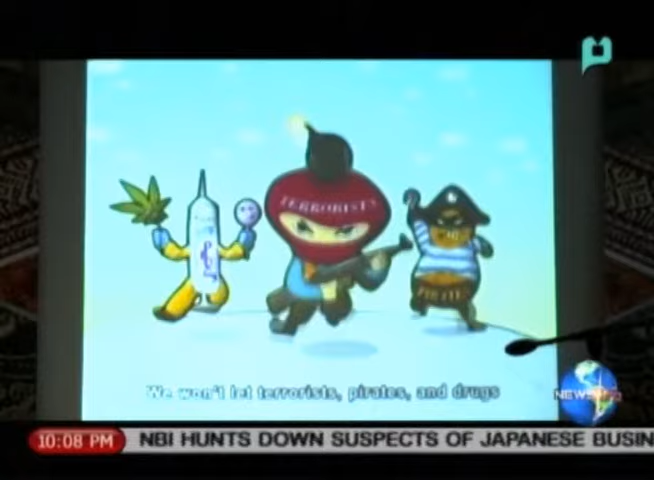 TERRORISTS
PIRATE
We won't let terrorists, pirates, and drugs
NEWS
10:08 PM NBI HUNTS DOWN SUSPECTS OF JAPANESE BUSIN